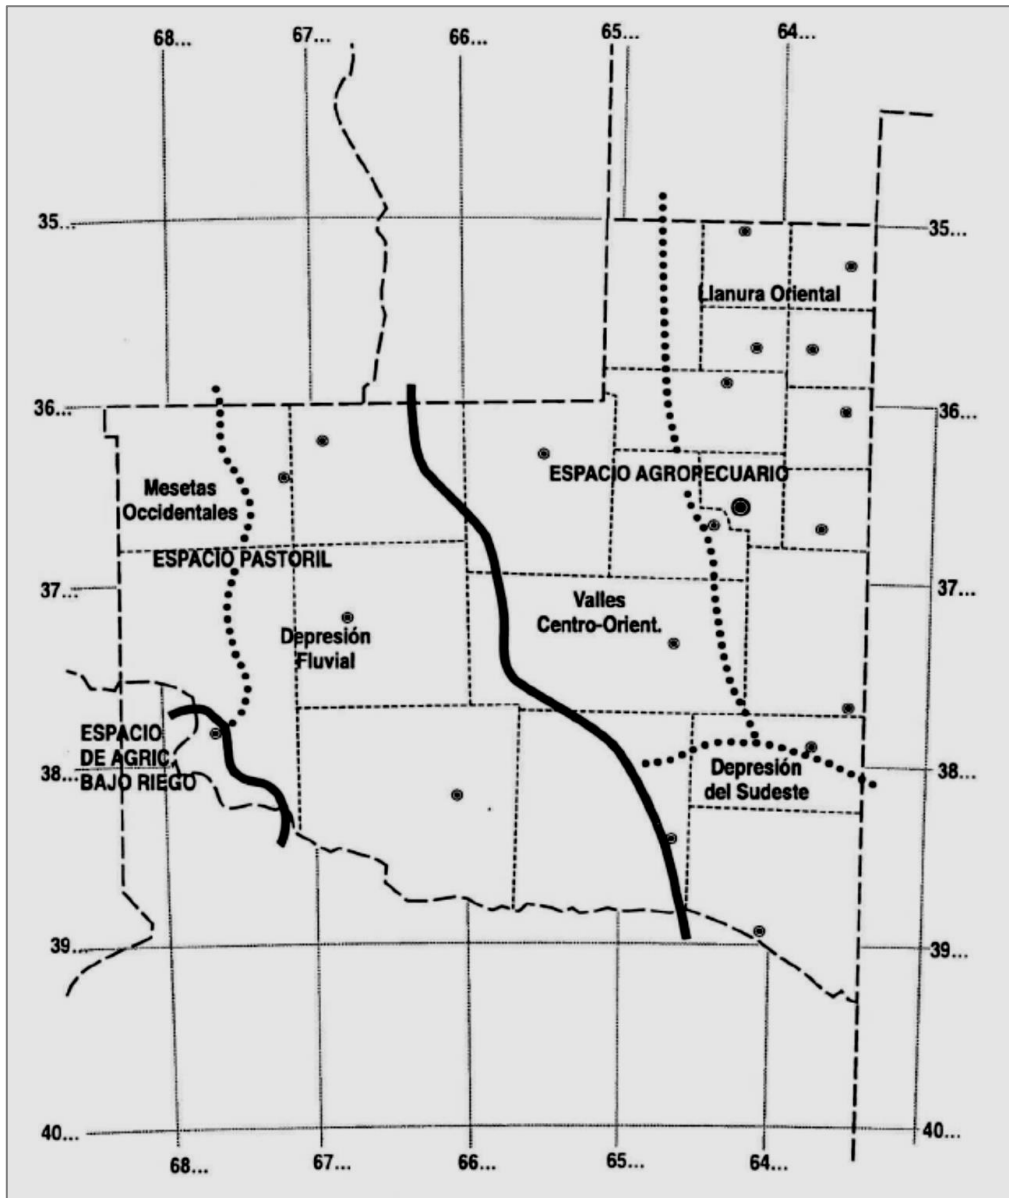 68...
67...
66...
65...
64...
35...
35...
Llanura Oriental
36...
36...
ESPACIO AGROPECUARIO
Mesetas
Occidentales
ESPACIO PASTORIL
37...
37...
Valles
Centro-Orient.
Depresión
Fluvial
ESPACIO
DE AGRIC.
BAJO RIEGO
38...
38...
Depresión
del Sudeste
39...
39...
40...
40...
68...
67...
66...
65...
64...